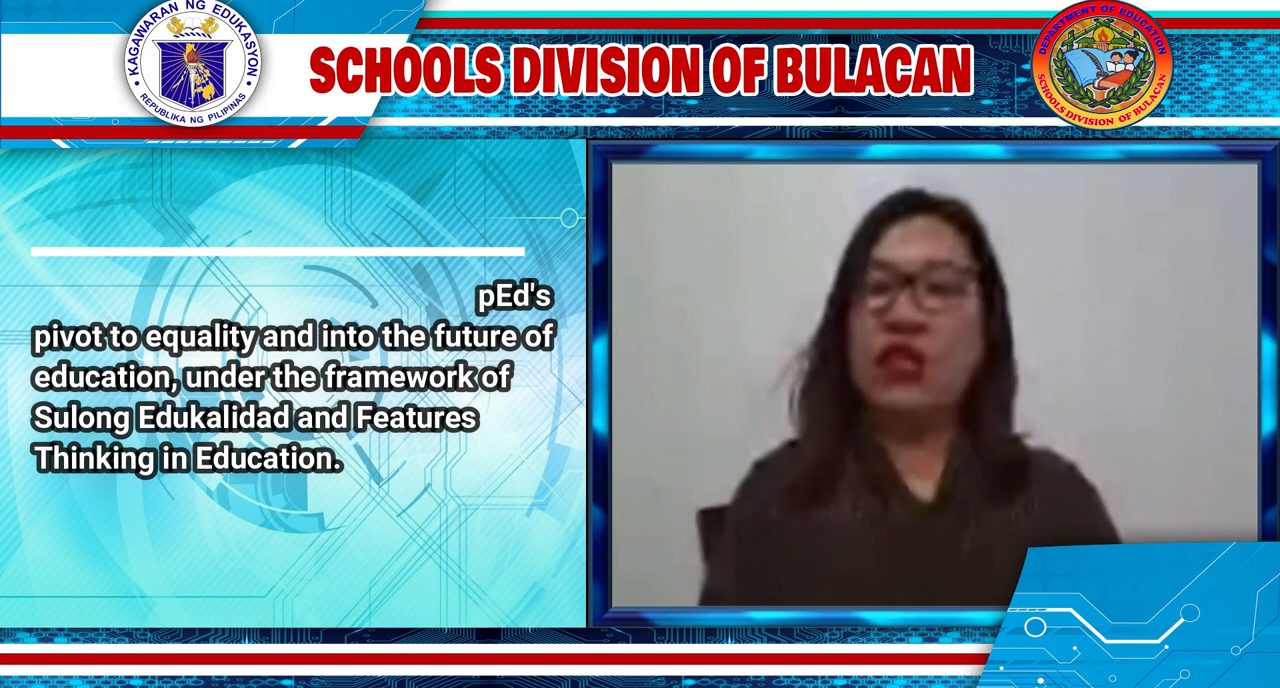 KAGAWARAN NG EDUKASYON
REPUBLIKA NG PILIPINAS
SCHOOLS DIVISION OF BULACAN
DEPARTMENT OF EDUCATION
SCHOOLS DIVISION OF BULACAN
pEd's
pivot to equality and into the future of
education, under the framework of
Sulong Edukalidad and Features
Thinking in Education.